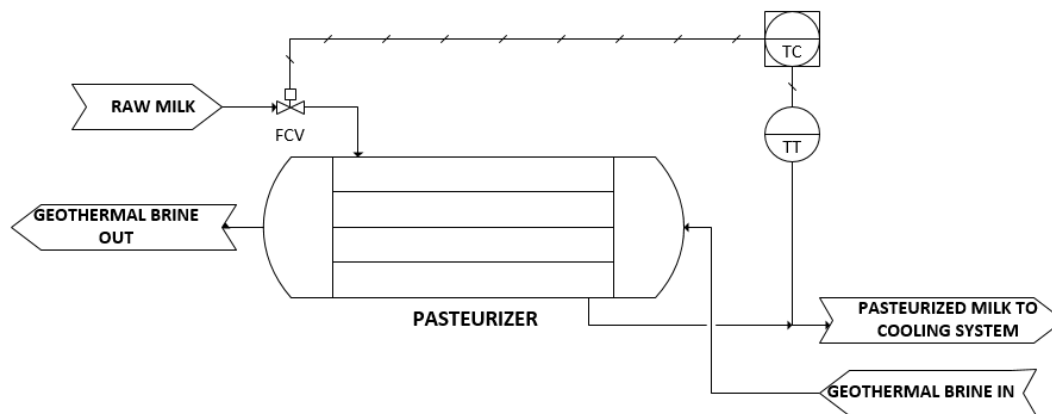 TC
RAW MILK
FCV
TT
GEOTHERMAL BRINE
OUT
PASTEURIZER
PASTEURIZED MILK TO
COOLING SYSTEM
GEOTHERMAL BRINE IN